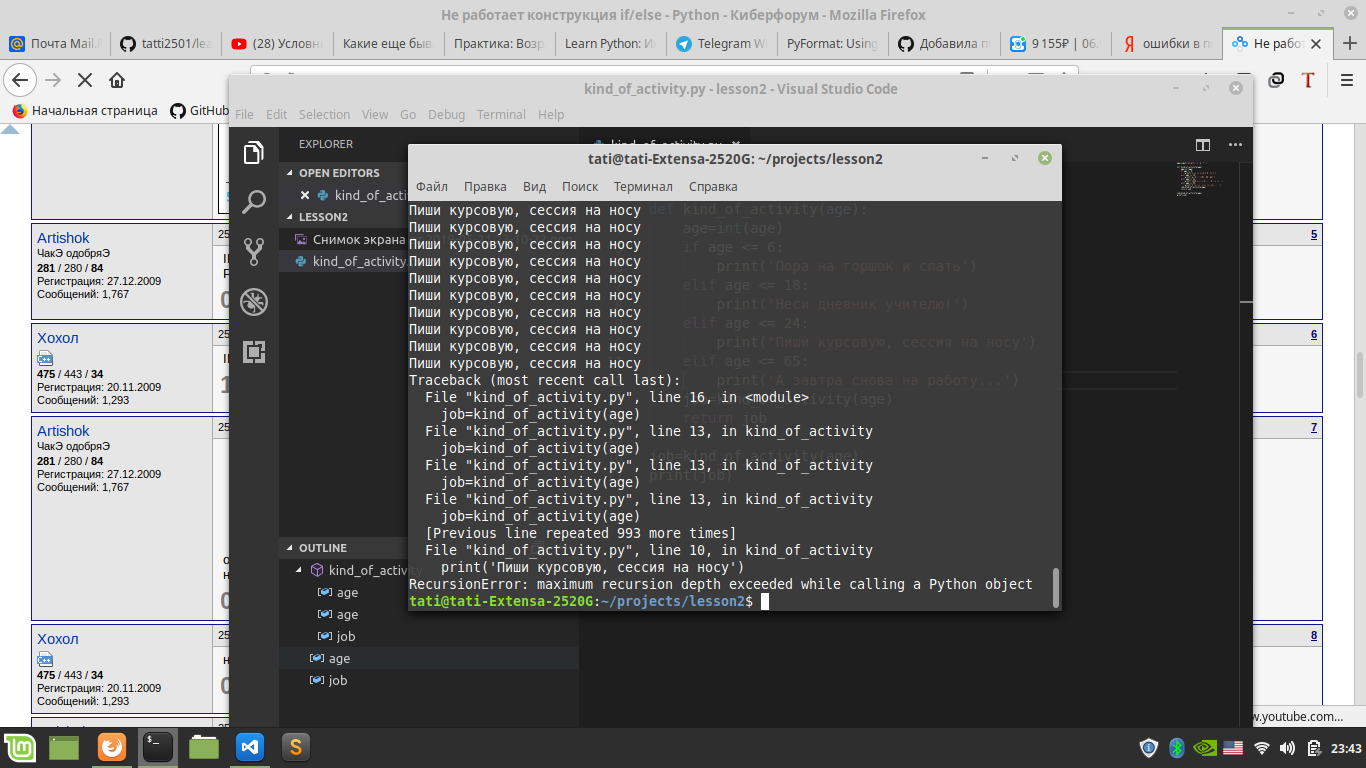 Не работает конструкция if/else - Python - Киберфорум - Mozilla Firefox
Почта Mail.
tatti2501/lea
(28) Условн
Какие еще быв
Практика: Возр
Learn Python: И
Telegram W
PyFormat: Using
Добавила п
9 155₽ | 06.
ошибки в п
Не рабо
Начальная страница
GitHub
kind_of_activity.py - lesson2 - Visual Studio Code
File Edit Selection View Go Debug Terminal Help
EXPLORER
OPEN EDITORS
kind_of_acti
LESSON2
Снимок экрана
kind_of_activity.
OUTLINE
kind_of_activity
age
age
job
age
job
tati@tati-Extensa-2520G: ~/projects/lesson2
Файл Правка Вид Поиск Терминал Справка
Пиши курсовую, сессия на носу
Пиши курсовую, сессия на носу
Пиши курсовую, сессия на носу
Пиши курсовую, сессия на носу
Пиши курсовую, сессия на носу
Пиши курсовую, сессия на носу
Пиши курсовую, сессия на носу
Пиши курсовую, сессия на носу
Пиши курсовую, сессия на носу
Пиши курсовую, сессия на носу
Traceback (most recent call last):
File "kind_of_activity.py", line 16, in <module>
job=kind_of_activity(age)
File "kind_of_activity.py", line 13, in kind_of_activity
job=kind_of_activity(age)
File "kind_of_activity.py", line 13, in kind_of_activity
job=kind_of_activity(age)
File "kind_of_activity.py", line 13, in kind_of_activity
job=kind_of_activity(age)
[Previous line repeated 993 more times]
File "kind_of_activity.py", line 10, in kind_of_activity
print('Пиши курсовую, сессия на носу')
RecursionError: maximum recursion depth exceeded while calling a Python object
tati@tati-Extensa-2520G:~/projects/lesson2$
def kind_of_activity(age):
age=int(age)
if age <= 6:
print('Пора на горшок и спать')
elif age <= 18:
print('Неси дневник учителю!')
elif age <= 24:
print('Пиши курсовую, сессия на носу')
elif age <= 65:
print('А завтра снова на работу...')
return job
job=kind_of_activity(age)
print(job)
Artishok
ЧакЭ одобряЭ
281 / 280 / 84
Регистрация: 27.12.2009
Сообщений: 1,767
5
Хохол
475 / 443 / 34
Регистрация: 20.11.2009
Сообщений: 1,293
6
Artishok
ЧакЭ одобряЭ
281 / 280 / 84
Регистрация: 27.12.2009
Сообщений: 1,767
7
Хохол
475 / 443 / 34
Регистрация: 20.11.2009
Сообщений: 1,293
8
w.youtube.com...
23:43